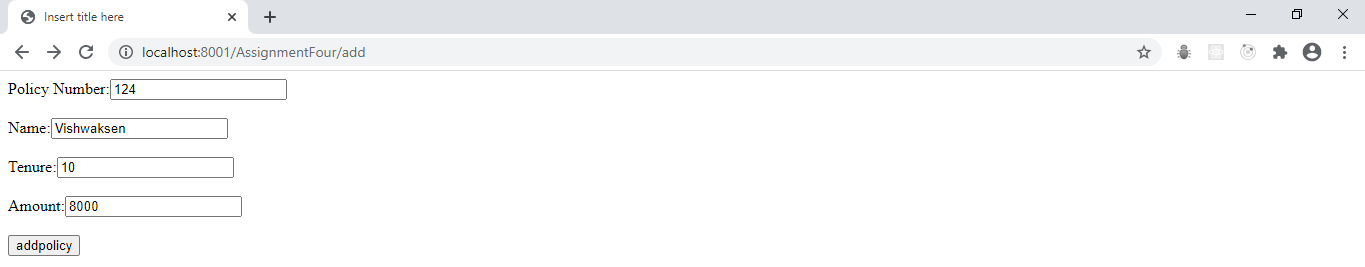 Insert title here
localhost:8001/AssignmentFour/add
Policy Number:124
Name:Vishwaksen
Tenure:10
Amount:8000
addpolicy